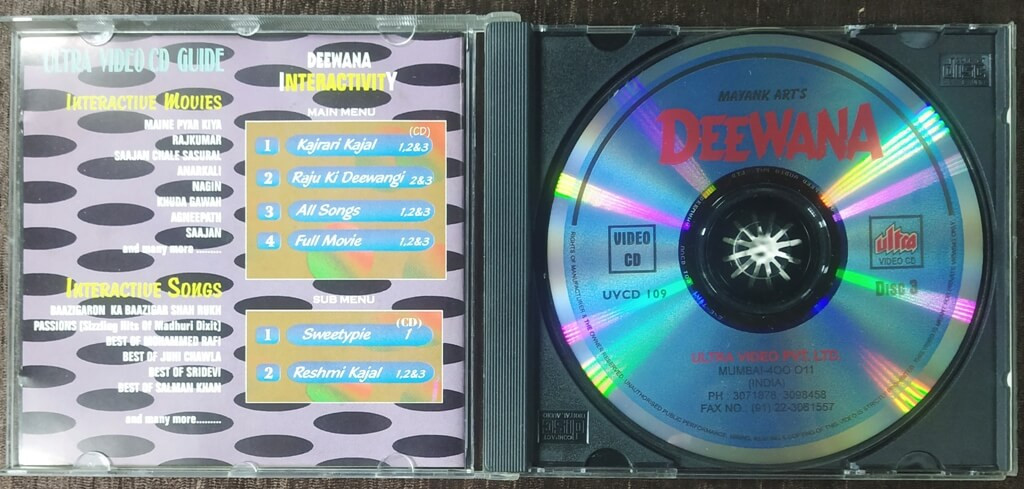 ULTRA VIDEO CD GUIDE
INTERACTIVE MOVIES
MAINE PYAR KIYA
RAJKUMAR
SAAJAN CHALE SASURAL
ANARKALI
NAGIN
KHUDA GAWAH
AGNEEPATH
SAAJAN
and many more.........
INTERACTIVE SONGS
BAAZIGARON KA BAAZIGAR SHAH RUKH
PASSIONS (Sizzling Hits Of Madhuri Dixit)
BEST OF MOHAMMED RAFI
BEST OF JUHI CHAWLA
BEST OF SRIDEVI
BEST OF SALMAN KHAN
and many more.........
DEEWANA
INTERACTIVITY
MAIN MENU
(CD)
1 Kajrari Kajal 1,2&3
2 Raju Ki Deewangi 2&3
3 All Songs 1,2&3
4 Full Movie 1,2&3
SUB MENU
(CD)
1 Sweetypie 1
2 Reshmi Kajal 1,2&3
MAYANK ART'S
DEEWANA
VIDEO
CD
UVCD 109
ultra
VIDEO CD
DISC 3
ULTRA VIDEO PVT. LTD.
MUMBAI-400 011
(INDIA)
PH : 3071878, 3098458
FAX NO.. (91) 22-3081557